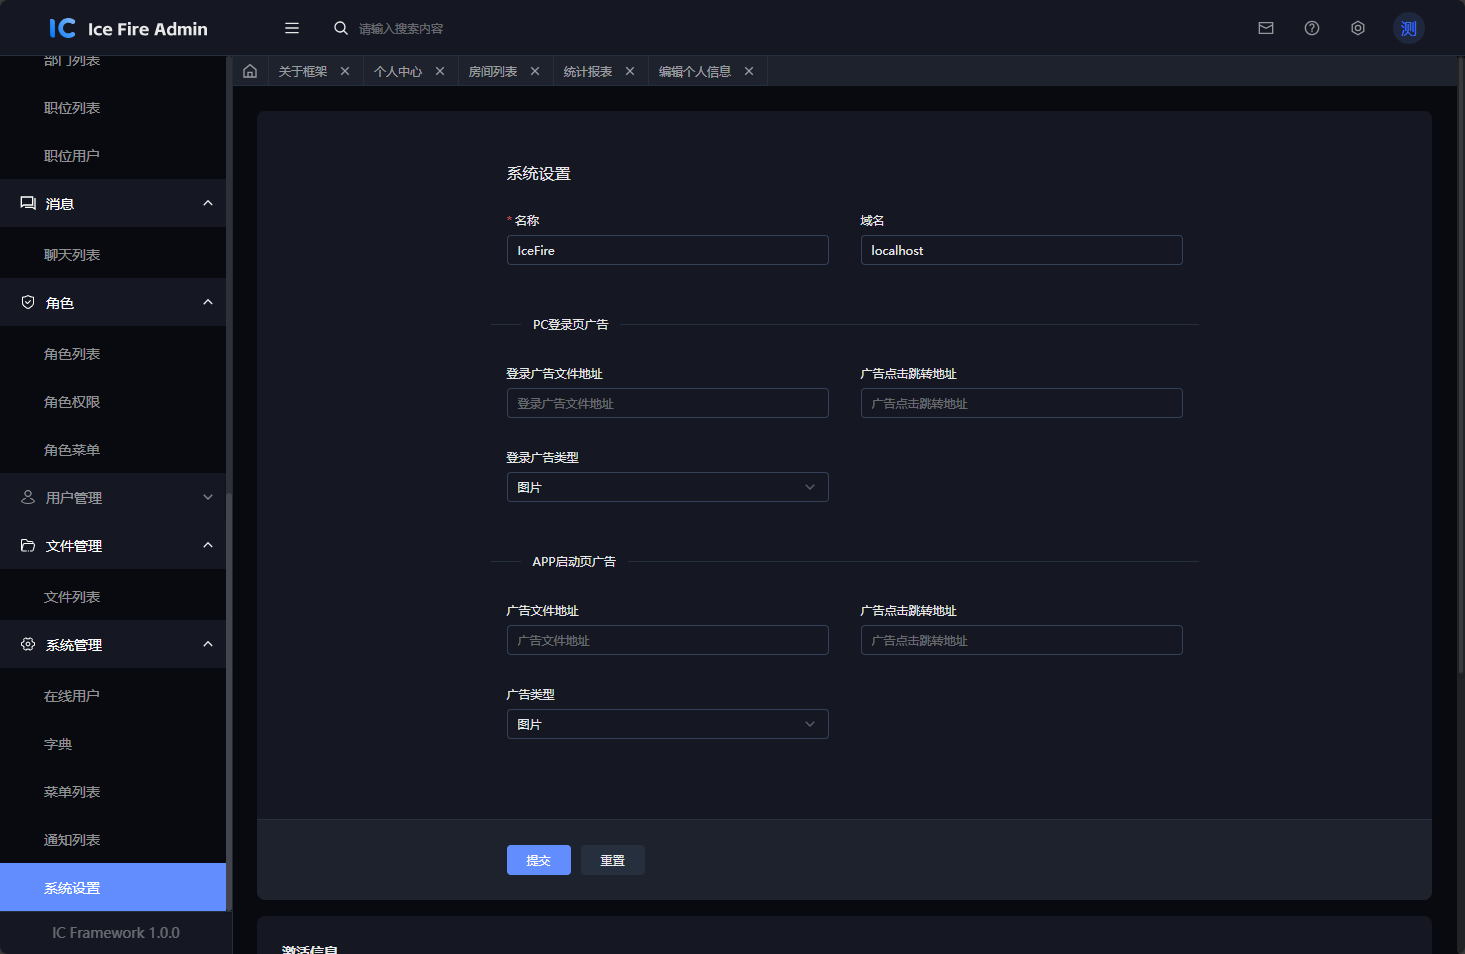 IC Ice Fire Admin
请输入搜索内容
测
部门列表
职位列表
职位用户
消息
聊天列表
角色
角色列表
角色权限
角色菜单
用户管理
文件管理
文件列表
系统管理
在线用户
字典
菜单列表
通知列表
系统设置
IC Framework 1.0.0
关于框架 个人中心 房间列表 统计报表 编辑个人信息
系统设置
* 名称 域名
IceFire localhost
PC登录页广告
登录广告文件地址 广告点击跳转地址
登录广告文件地址 广告点击跳转地址
登录广告类型
图片
APP启动页广告
广告文件地址 广告点击跳转地址
广告文件地址 广告点击跳转地址
广告类型
图片
提交 重置
激活信息